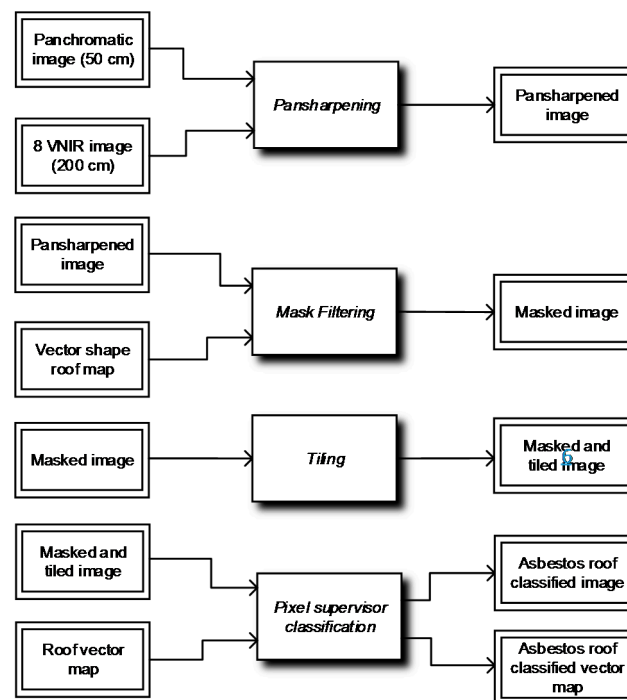 Panchromatic
image (50 cm)
Pansharpening
Pansharpened
image
8 VNIR image
(200 cm)
Pansharpened
image
Mask Filtering
Masked image
Vector shape
roof map
Masked image
Tiling
Masked and
tiled image
6
Masked and
tiled image
Pixel supervisor
classification
Asbestos roof
classified image
Roof vector
map
Asbestos roof
classified vector
map